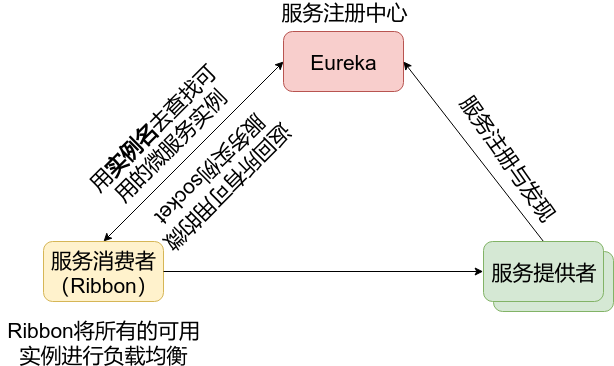 服务注册中心
Eureka
用实例名去查找可
用的微服务实例
返回所有可用的微
服务实例socket
服务注册与发现
服务消费者
（Ribbon）
服务提供者
Ribbon将所有的可用
实例进行负载均衡